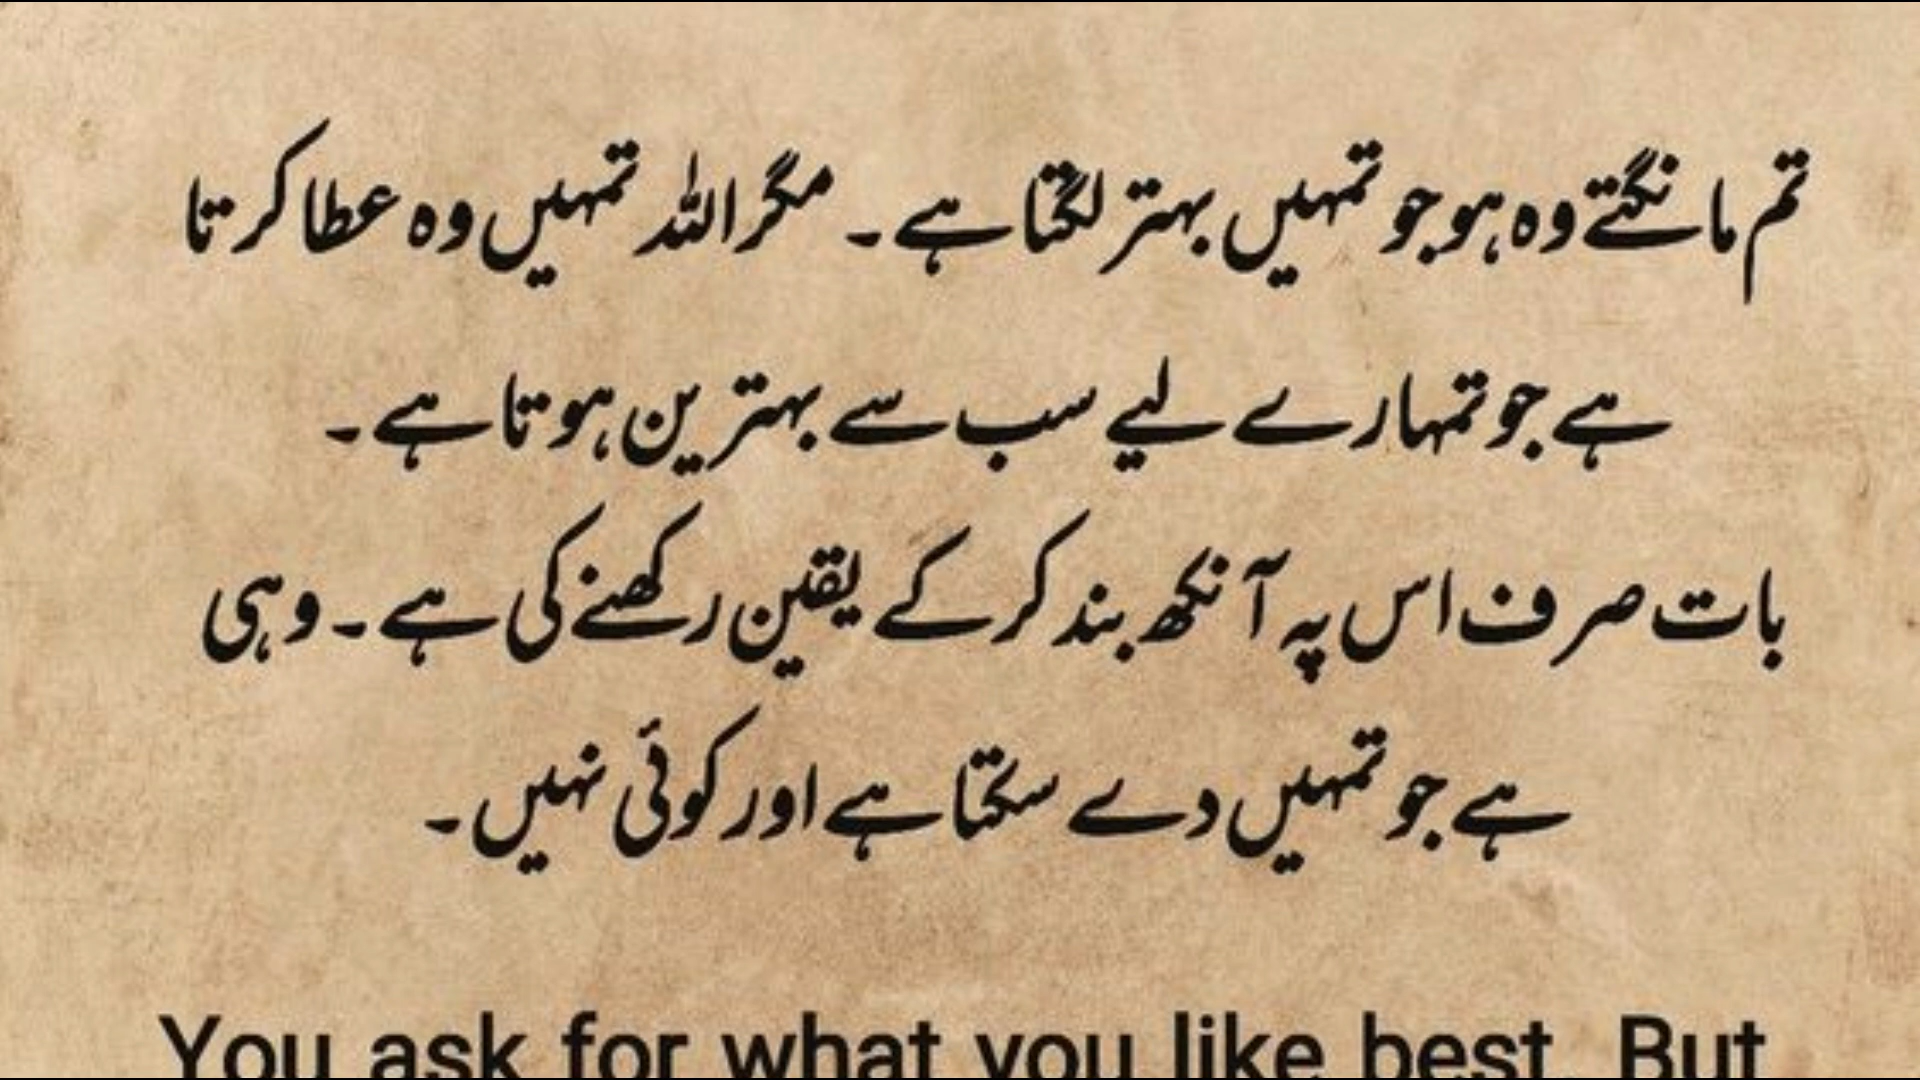 تم مانگتے وہ ہو جو تمہیں بہتر لگتا ہے۔ مگر اللہ تمہیں وہ عطا کرتا
ہے جو تمہارے لیے سب سے بہترین ہوتا ہے۔
بات صرف اس پہ آنکھ بند کر کے یقین رکھنے کی ہے۔ وہی
ہے جو تمہیں دے سکتا ہے اور کوئی نہیں۔
You ask for what you like best. But